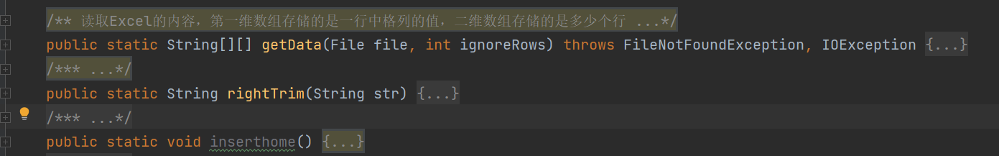 /** 读取Excel的内容，第一维数组存储的是一行中格列的值，二维数组存储的是多少个行 ...*/
public static String[][] getData(File file, int ignoreRows) throws FileNotFoundException, IOException {...}
/*** ...*/
public static String rightTrim(String str) {...}
/*** ...*/
public static void inserthome() {...}